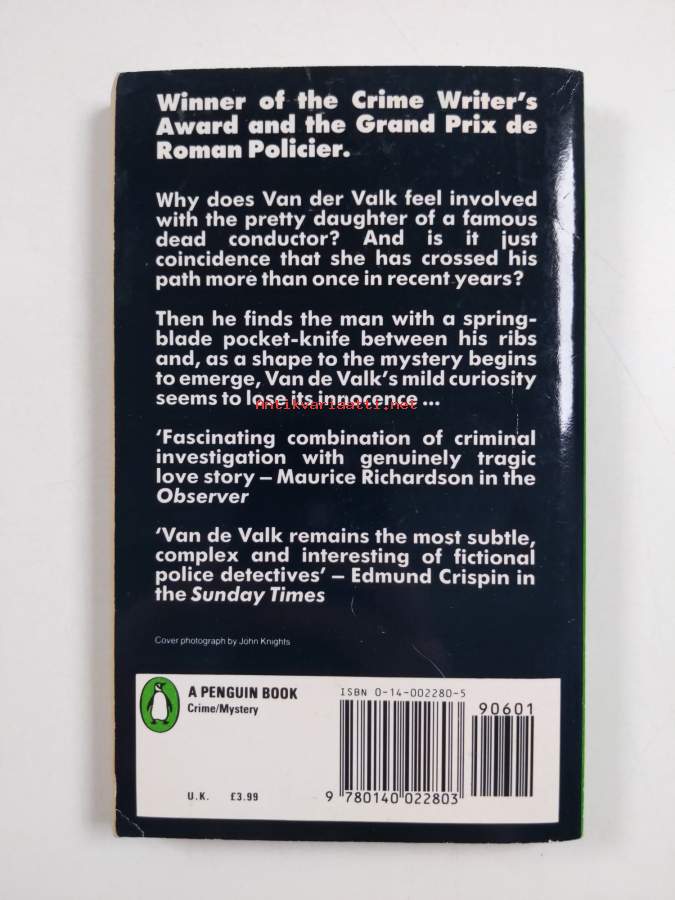 Winner of the Crime Writer's
Award and the Grand Prix de
Roman Policier.
Why does Van der Valk feel involved
with the pretty daughter of a famous
dead conductor? And is it just
coincidence that she has crossed his
path more than once in recent years?
Then he finds the man with a spring-
blade pocket-knife between his ribs
and, as a shape to the mystery begins
to emerge, Van de Valk's mild curiosity
seems to lose its innocence ...
Antikvariaatti.net
'Fascinating combination of criminal
investigation with genuinely tragic
love story – Maurice Richardson in the
Observer
'Van de Valk remains the most subtle,
complex and interesting of fictional
police detectives' – Edmund Crispin in
the Sunday Times
Cover photograph by John Knights
A PENGUIN BOOK
Crime/Mystery
U.K. £3.99
ISBN 0-14-002280-5
90601
9 780140 022803